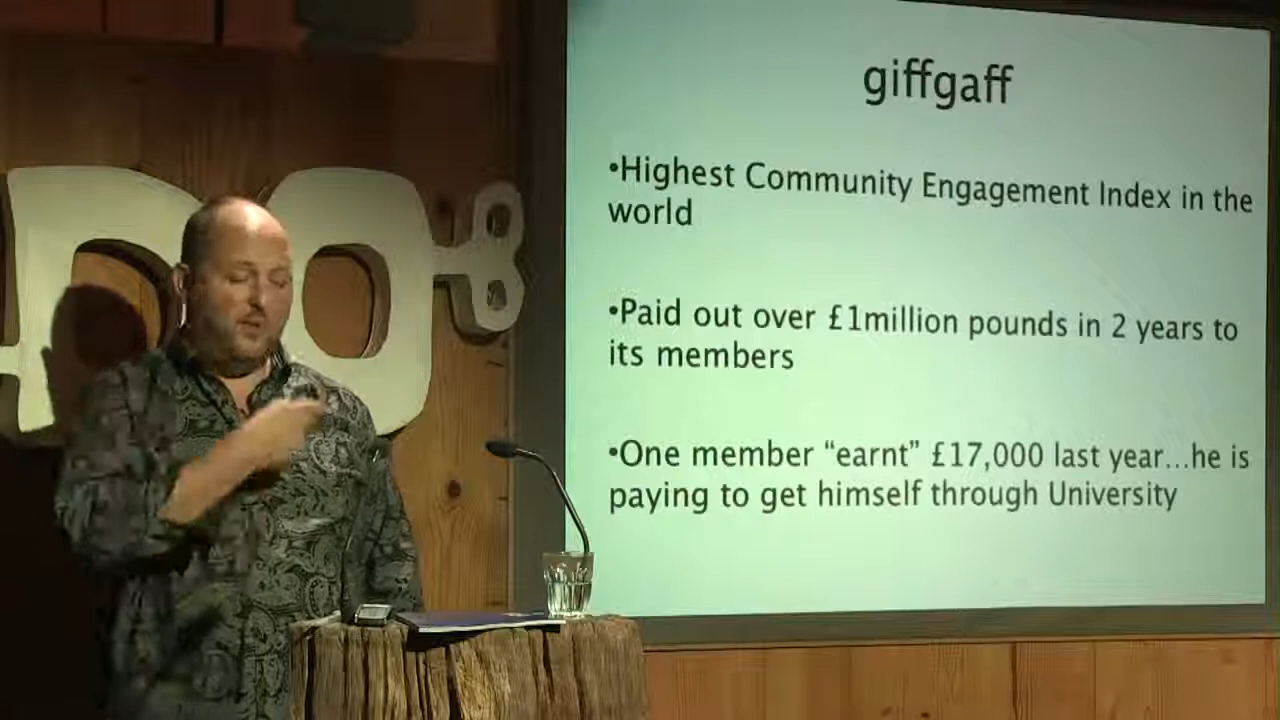 DO
giffgaff
•Highest Community Engagement Index in the
world
•Paid out over £1million pounds in 2 years to
its members
•One member “earnt” £17,000 last year...he is
paying to get himself through University